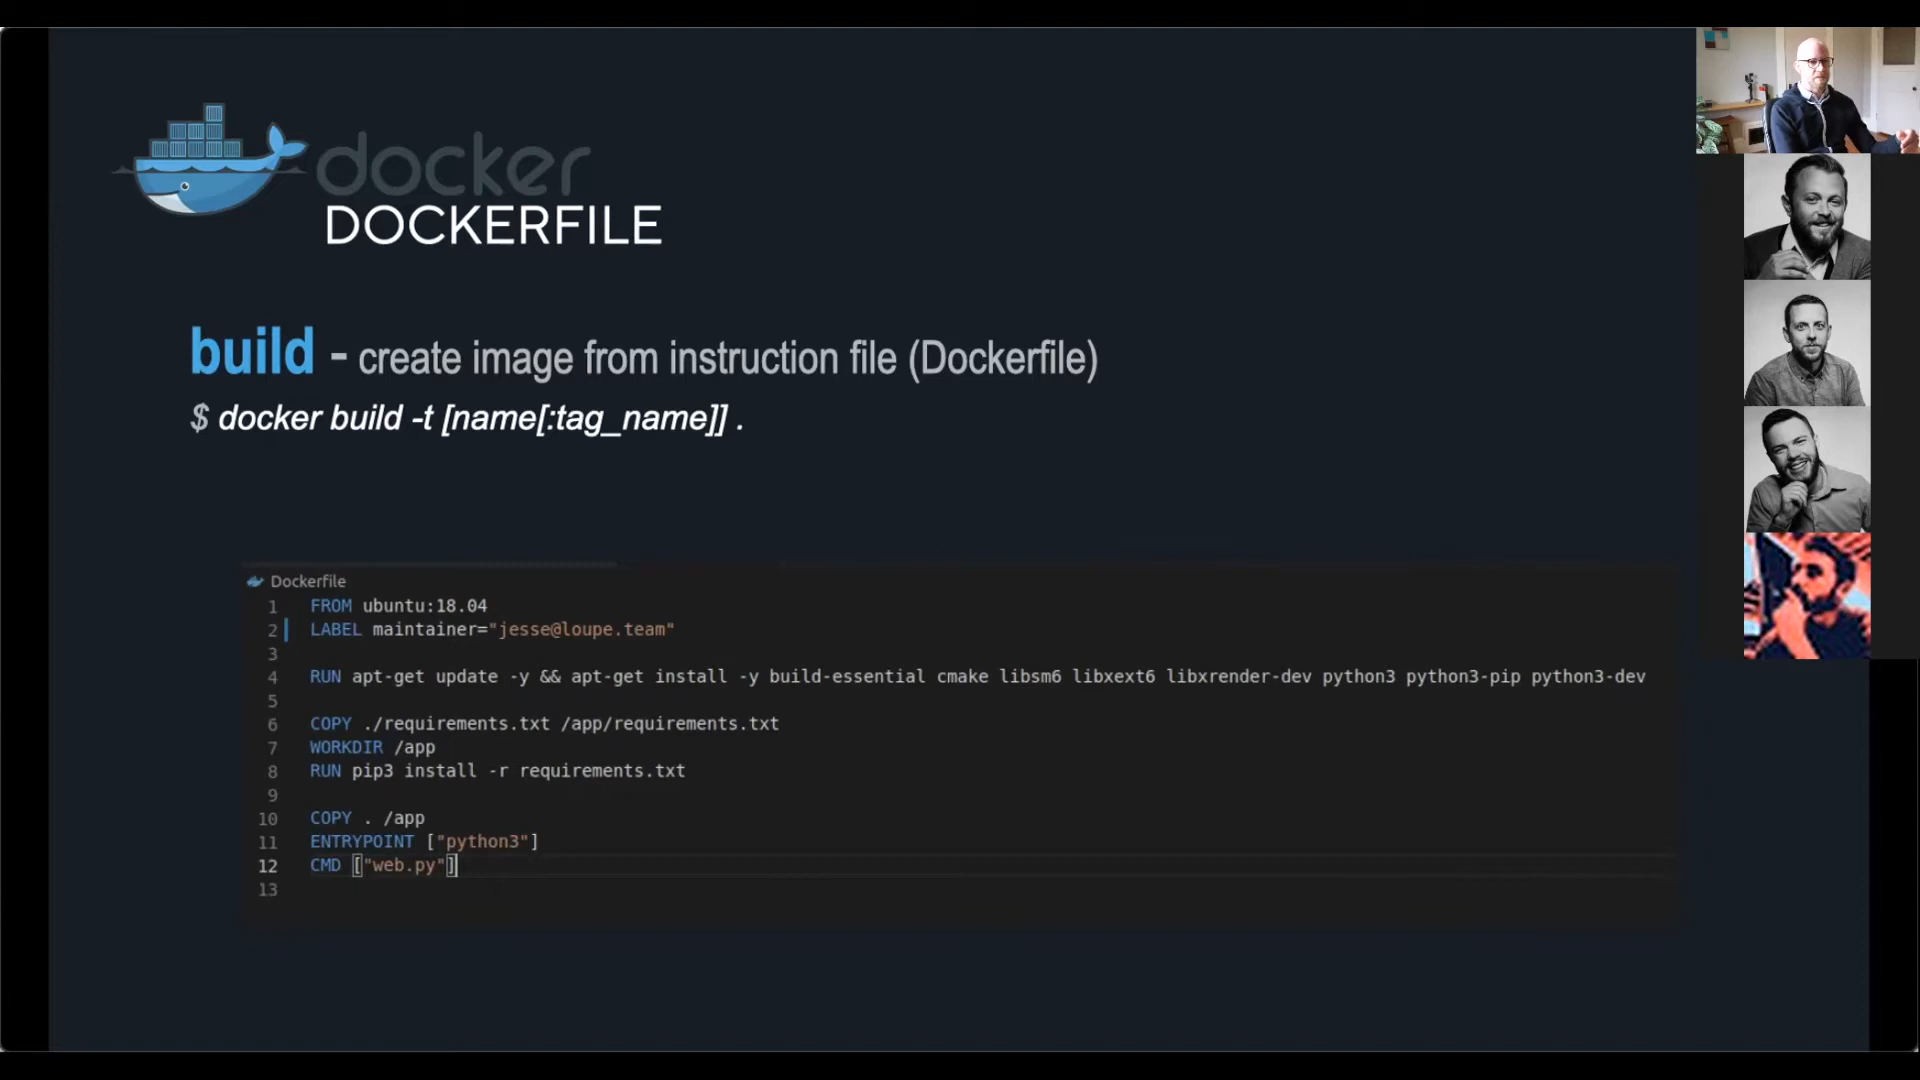 docker
DOCKERFILE
build - create image from instruction file (Dockerfile)
$ docker build -t [name[:tag_name]] .
Dockerfile
1 FROM ubuntu:18.04
2 LABEL maintainer="jesse@loupe.team"
3
4 RUN apt-get update -y && apt-get install -y build-essential cmake libsm6 libxext6 libxrender-dev python3 python3-pip python3-dev
5
6 COPY ./requirements.txt /app/requirements.txt
7 WORKDIR /app
8 RUN pip3 install -r requirements.txt
9
10 COPY . /app
11 ENTRYPOINT ["python3"]
12 CMD ["web.py"]
13